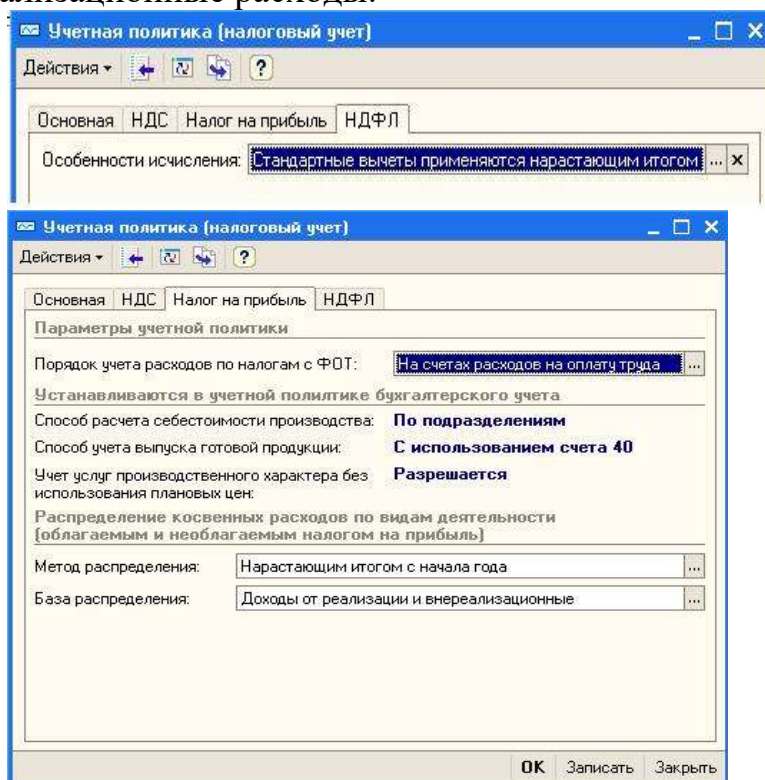 ализационные расходы.
Учетная политика (налоговый учет)
Действия
Основная НДС Налог на прибыль НДФЛ
Особенности исчисления: Стандартные вычеты применяются нарастающим итогом ... x
Учетная политика (налоговый учет)
Действия
Основная НДС Налог на прибыль НДФЛ
Параметры учетной политики
Порядок учета расходов по налогам с ФОТ: На счетах расходов на оплату труда ...
Устанавливаются в учетной полилтике бухгалтерского учета
Способ расчета себестоимости производства: По подразделениям
Способ учета выпуска готовой продукции: С использованием счета 40
Учет услуг производственного характера без Разрешается
использования плановых цен:
Распределение косвенных расходов по видам деятельности
(облагаемым и необлагаемым налогом на прибыль)
Метод распределения: Нарастающим итогом с начала года ...
База распределения: Доходы от реализации и внереализационные ...
OK Записать Закрыть